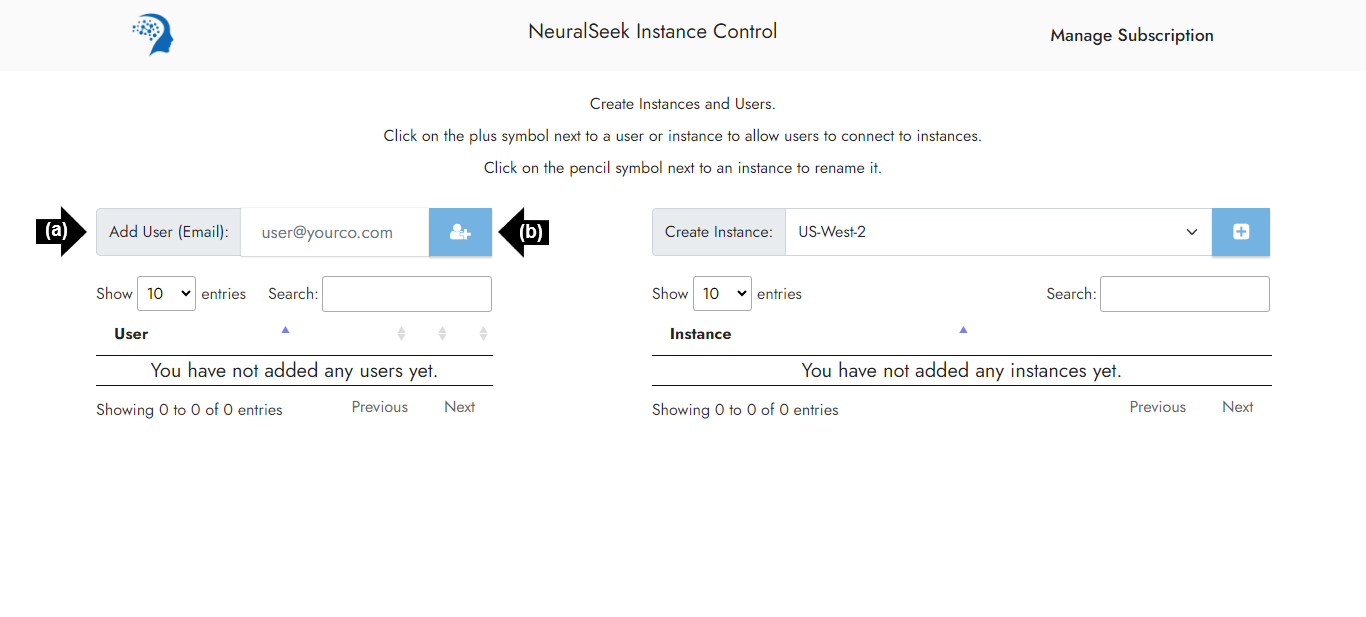 NeuralSeek Instance Control
Manage Subscription
Create Instances and Users.
Click on the plus symbol next to a user or instance to allow users to connect to instances.
Click on the pencil symbol next to an instance to rename it.
(a)
Add User (Email):
user@yourco.com
(b)
Show 10 entries
Search:
User
You have not added any users yet.
Showing 0 to 0 of 0 entries
Previous
Next
Create Instance:
US-West-2
Show 10 entries
Search:
Instance
You have not added any instances yet.
Showing 0 to 0 of 0 entries
Previous
Next